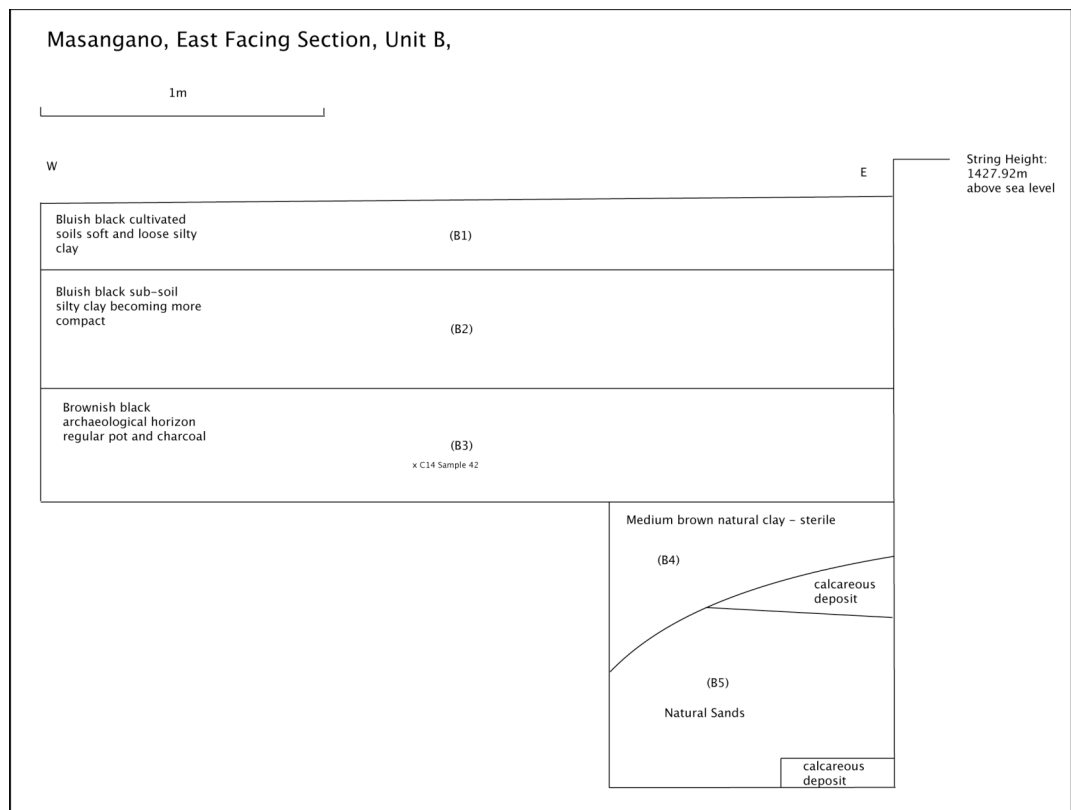 Masangano, East Facing Section, Unit B,
1m
W
E
String Height:
1427.92m
above sea level
Bluish black cultivated
soils soft and loose silty
clay
(B1)
Bluish black sub-soil
silty clay becoming more
compact
(B2)
Brownish black
archaeological horizon
regular pot and charcoal
(B3)
x C14 Sample 42
Medium brown natural clay - sterile
(B4)
calcareous
deposit
(B5)
Natural Sands
calcareous
deposit